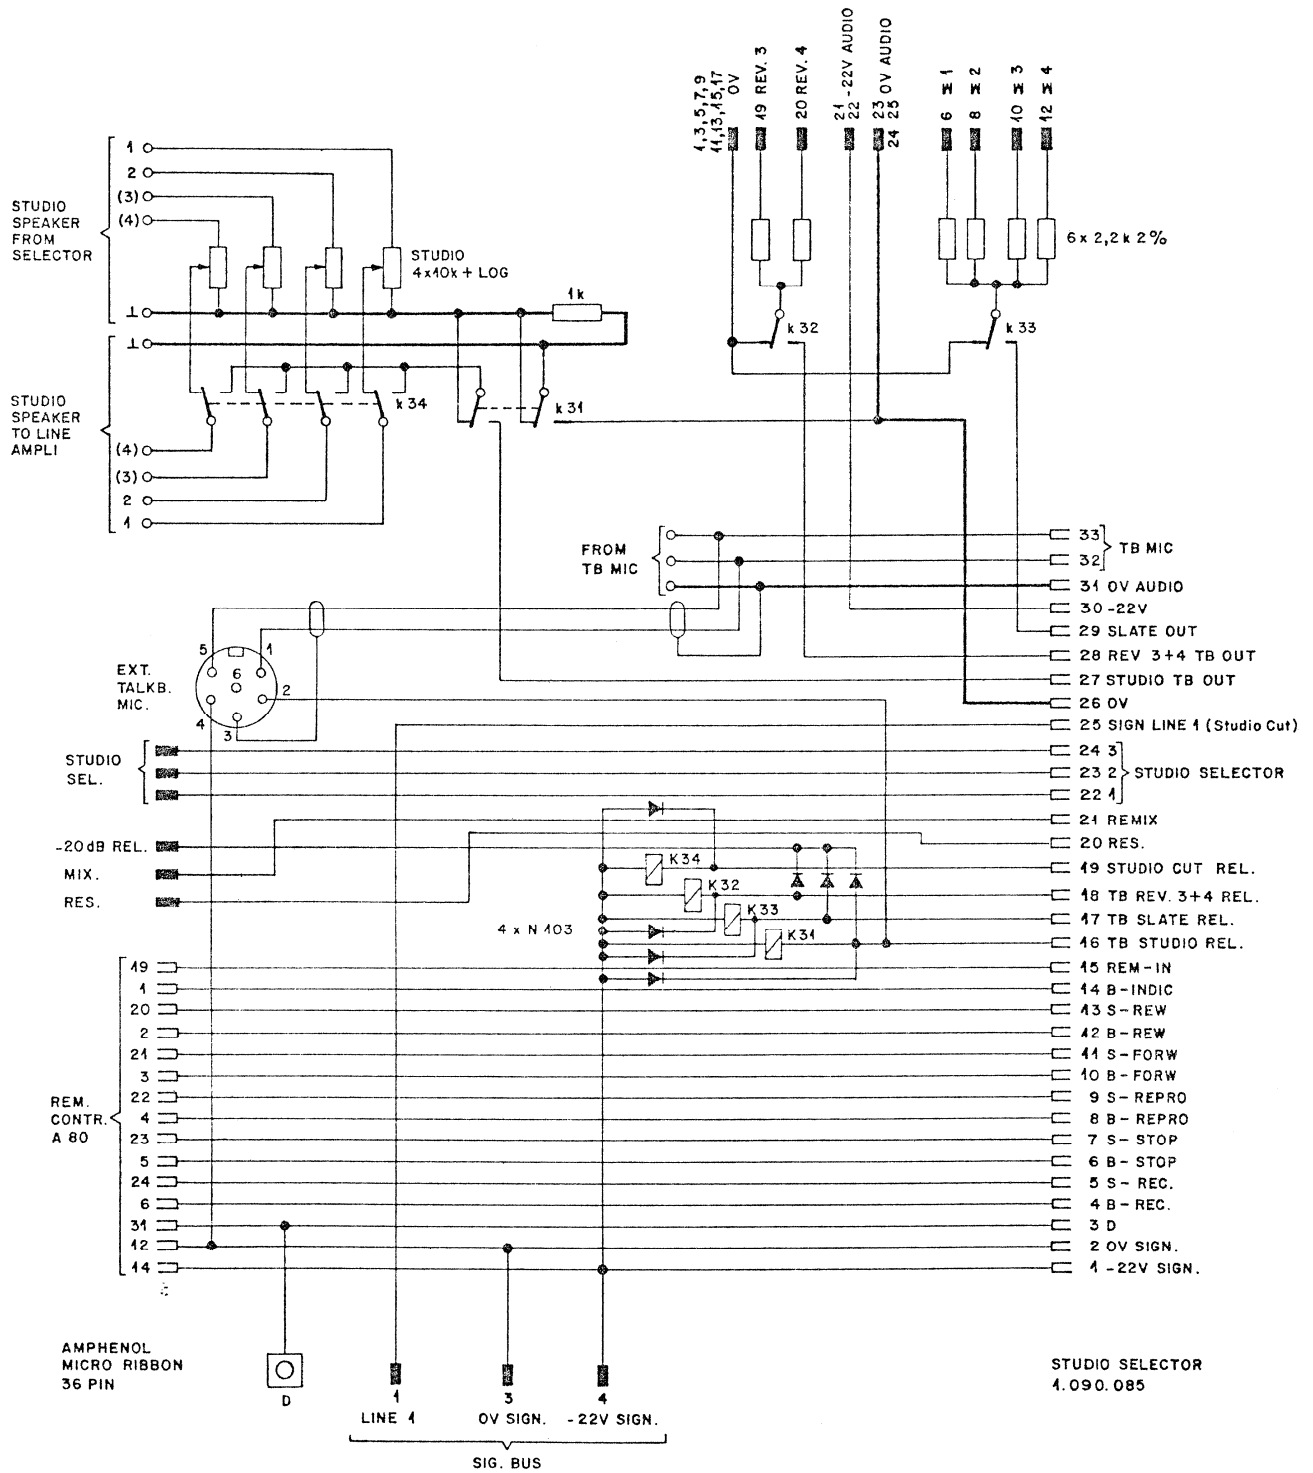 1,3,5,7,9
11,13,15,17
0V
19 REV. 3
20 REV. 4
21
22 -22V AUDIO
23 0V AUDIO
24 25
6 Σ 1
8 Σ 2
10 Σ 3
12 Σ 4
STUDIO
SPEAKER
FROM
SELECTOR
1
2
(3)
(4)
⊥
STUDIO
4x10k + LOG
1k
6 x 2,2 k 2%
k 32
k 33
STUDIO
SPEAKER
TO LINE
AMPLI
⊥
(4)
(3)
2
1
k 34
k 31
FROM
TB MIC
33
32
TB MIC
31 0V AUDIO
30 -22V
29 SLATE OUT
28 REV 3+4 TB OUT
27 STUDIO TB OUT
26 0V
25 SIGN LINE 1 (Studio Cut)
EXT.
TALKB.
MIC.
5
1
6
2
4
3
STUDIO
SEL.
24 3
23 2
22 1
STUDIO SELECTOR
21 REMIX
20 RES.
19 STUDIO CUT REL.
18 TB REV. 3+4 REL.
17 TB SLATE REL.
16 TB STUDIO REL.
-20dB REL.
MIX.
RES.
K34
K32
K33
K31
4 x N 103
REM.
CONTR.
A 80
19
15 REM-IN
1
14 B-INDIC
20
13 S-REW
2
12 B-REW
21
11 S-FORW
3
10 B-FORW
22
9 S-REPRO
4
8 B-REPRO
23
7 S-STOP
5
6 B-STOP
24
5 S-REC.
6
4 B-REC.
31
3 D
12
2 0V SIGN.
14
1 -22V SIGN.
AMPHENOL
MICRO RIBBON
36 PIN
D
1
LINE 1
3
0V SIGN.
4
-22V SIGN.
SIG. BUS
STUDIO SELECTOR
1.090.085